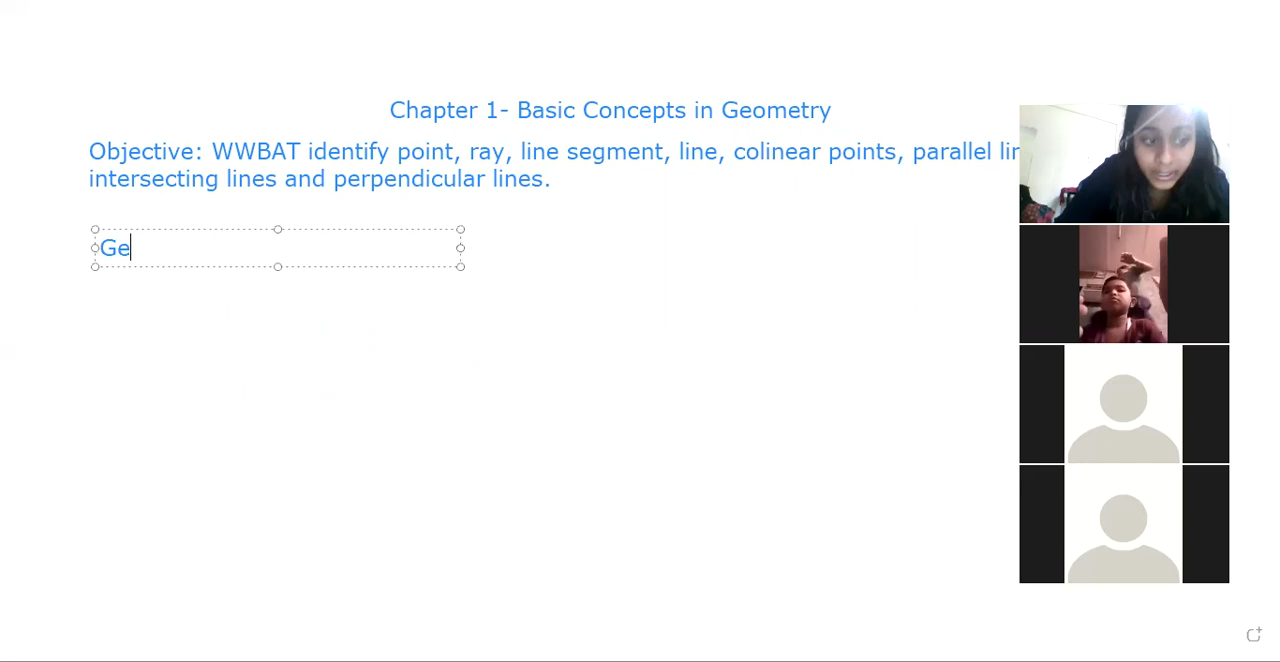 Chapter 1- Basic Concepts in Geometry
Objective: WWBAT identify point, ray, line segment, line, colinear points, parallel
intersecting lines and perpendicular lines.
Ge